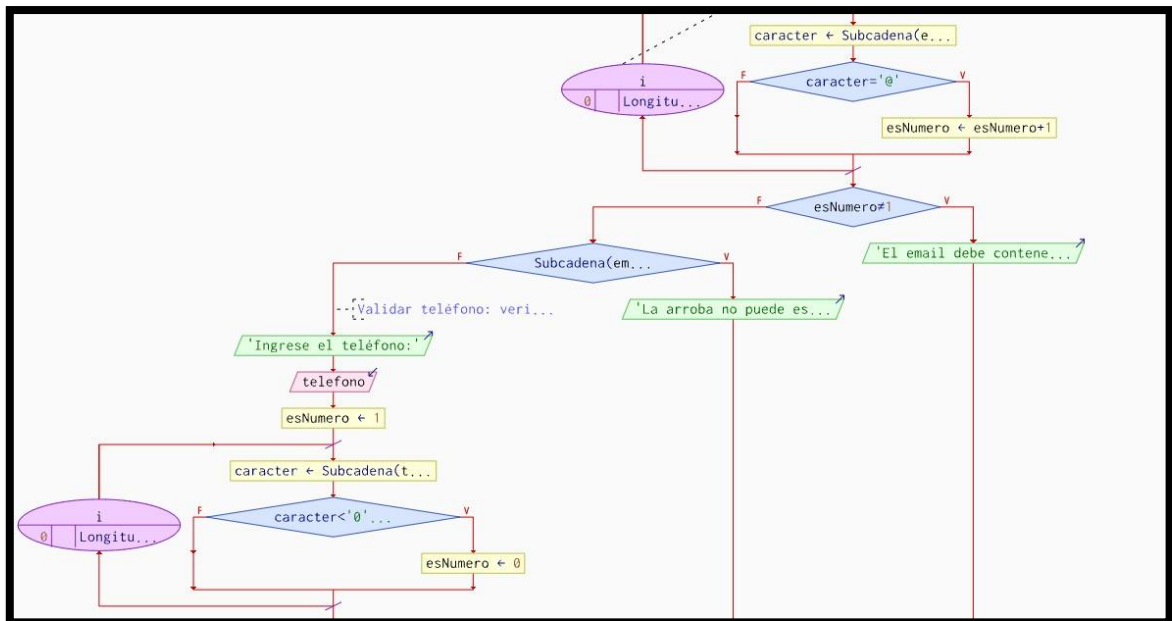 caracter ← Subcadena(e...
i
0 Longitu...
F
caracter='@'
V
esNumero ← esNumero+1
F
esNumero≠1
V
'El email debe contene...
F
Subcadena(em...
V
'La arroba no puede es...
Validar teléfono: veri...
'Ingrese el teléfono:'
telefono
esNumero ← 1
caracter ← Subcadena(t...
i
0 Longitu...
F
caracter<'0'...
V
esNumero ← 0